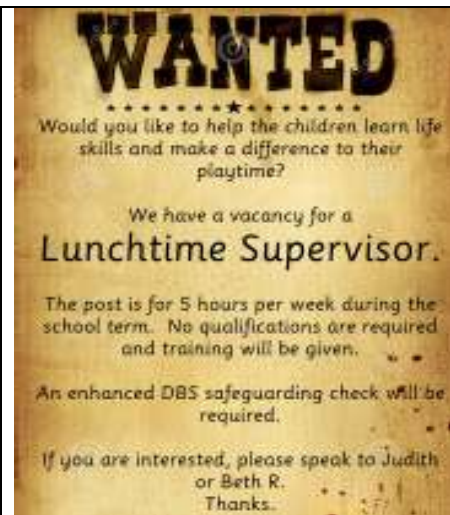 WANTED
Would you like to help the children learn life
skills and make a difference to their
playtime?
We have a vacancy for a
Lunchtime Supervisor.
The post is for 5 hours per week during the
school term. No qualifications are required
and training will be given.
An enhanced DBS safeguarding check will be
required.
If you are interested, please speak to Judith
or Beth R.
Thanks.